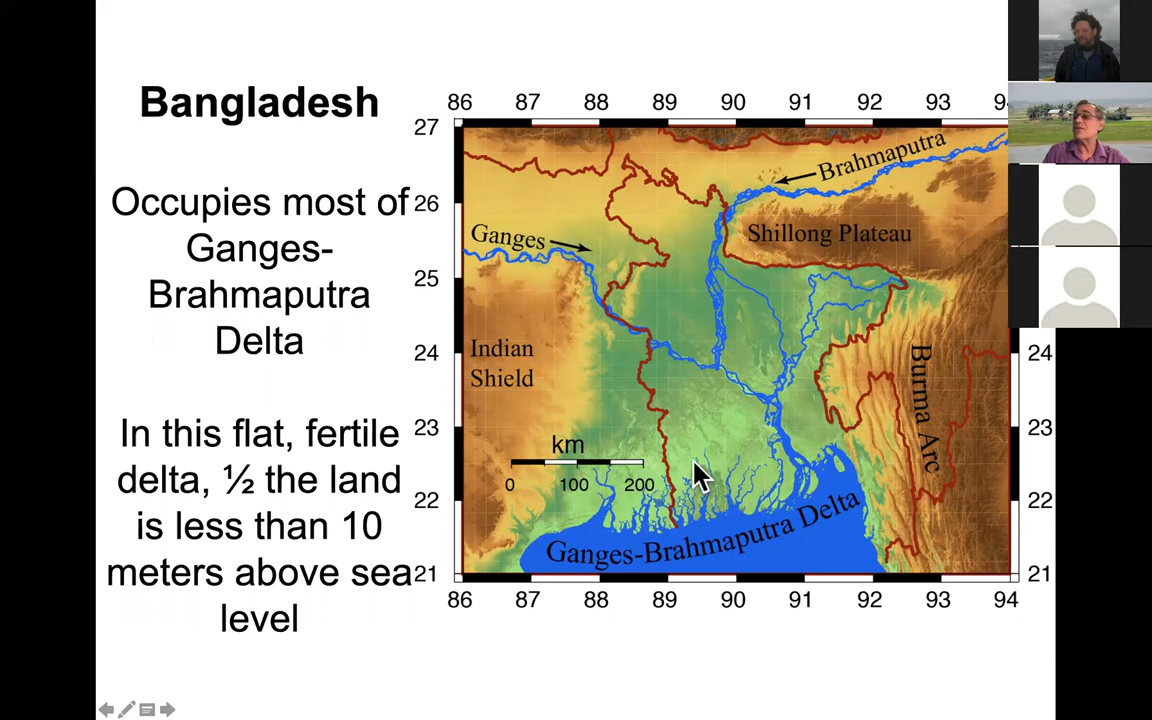 Bangladesh
Occupies most of
Ganges-
Brahmaputra
Delta
In this flat, fertile
delta, ½ the land
is less than 10
meters above sea
level
86 87 88 89 90 91 92 93 9
27
26
25
24
23
22
21
Brahmaputra
Ganges
Shillong Plateau
Indian
Shield
Burma Arc
km
0 100 200
Ganges-Brahmaputra Delta
24
23
22
21
86 87 88 89 90 91 92 93 94